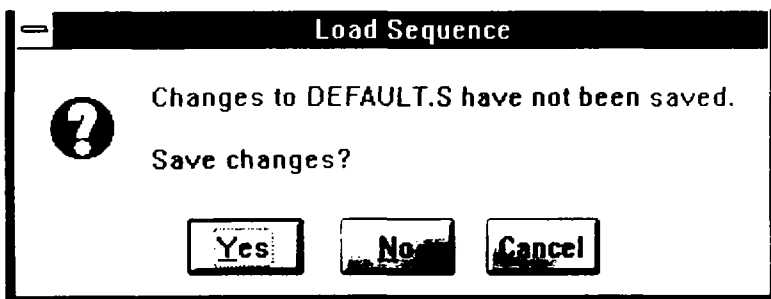 Load Sequence
Changes to DEFAULT.S have not been saved.
Save changes?
Yes No Cancel